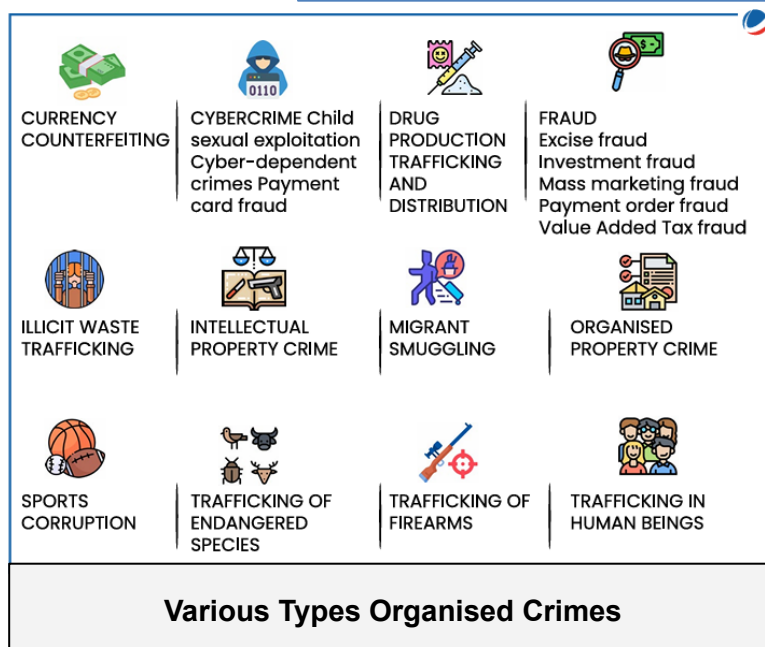 CURRENCY
COUNTERFEITING
0110
CYBERCRIME Child
sexual exploitation
Cyber-dependent
crimes Payment
card fraud
DRUG
PRODUCTION
TRAFFICKING
AND
DISTRIBUTION
FRAUD
Excise fraud
Investment fraud
Mass marketing fraud
Payment order fraud
Value Added Tax fraud
ILLICIT WASTE
TRAFFICKING
INTELLECTUAL
PROPERTY CRIME
MIGRANT
SMUGGLING
ORGANISED
PROPERTY CRIME
SPORTS
CORRUPTION
TRAFFICKING OF
ENDANGERED
SPECIES
TRAFFICKING OF
FIREARMS
TRAFFICKING IN
HUMAN BEINGS
Various Types Organised Crimes